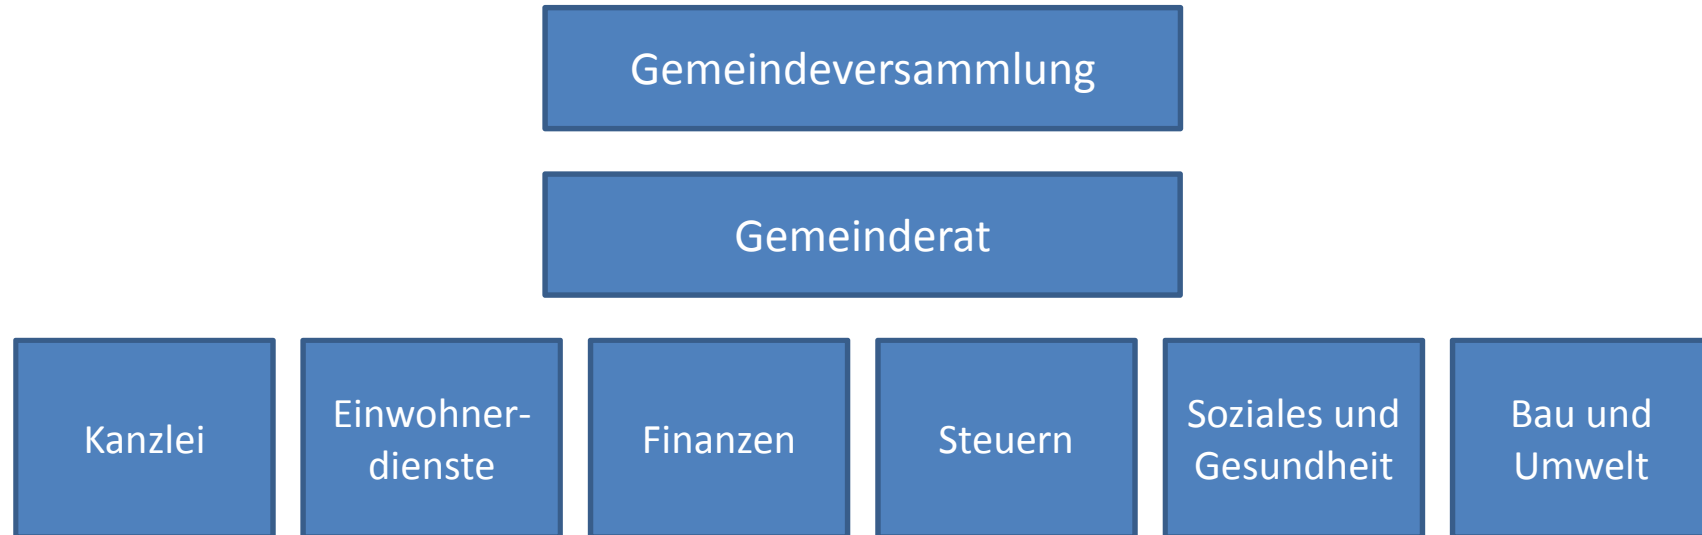 Gemeindeversammlung
Gemeinderat
Kanzlei
Einwohner-
dienste
Finanzen
Steuern
Soziales und
Gesundheit
Bau und
Umwelt